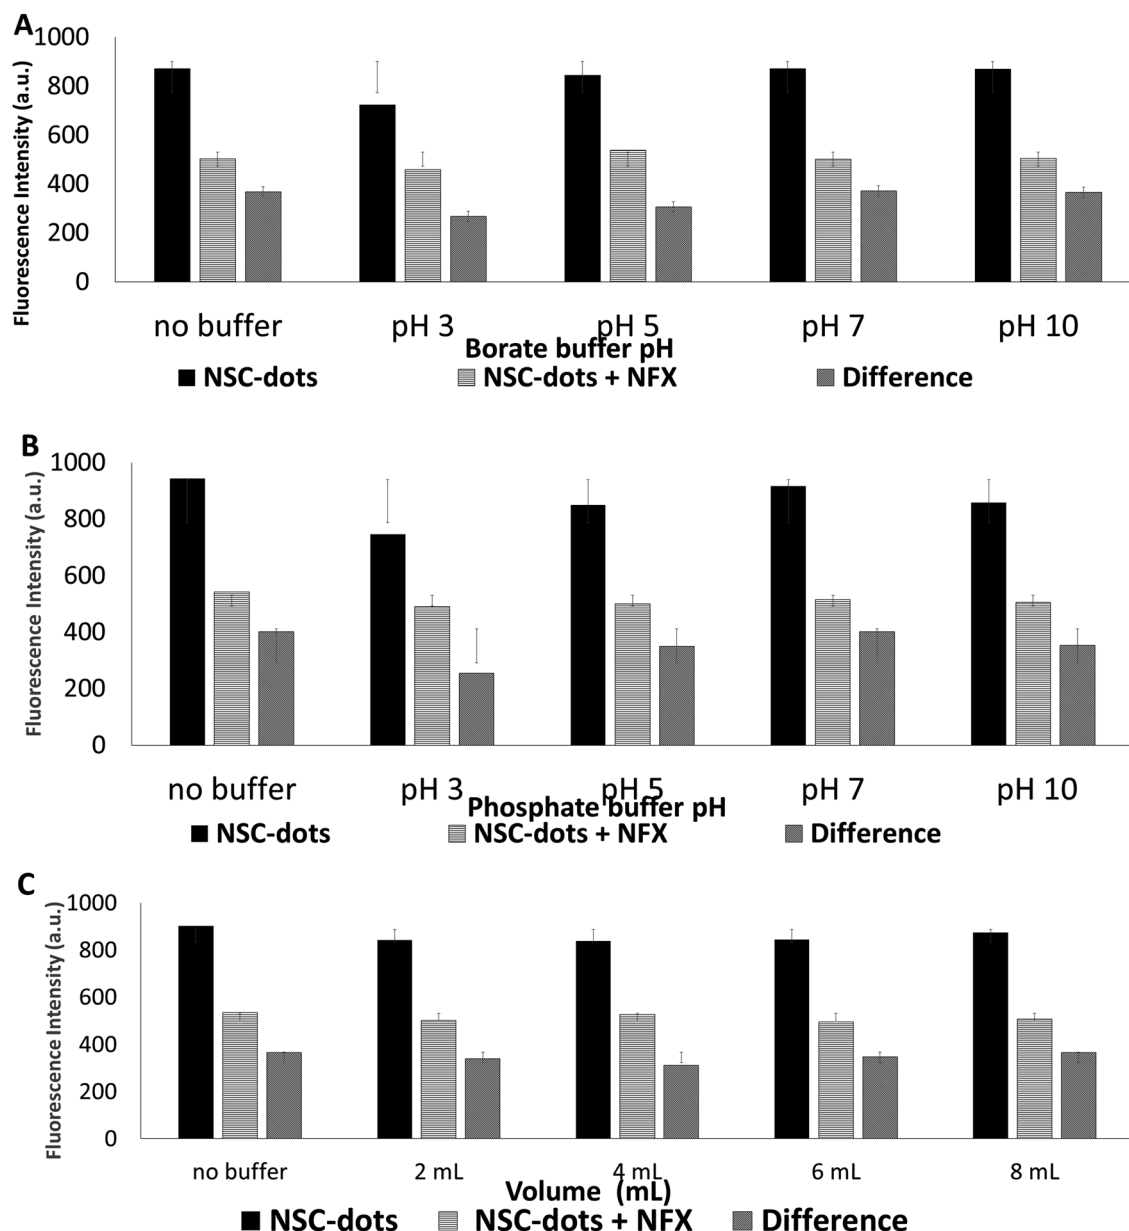 A
Fluorescence Intensity (a.u.)
1000
800
600
400
200
0
no buffer pH 3 pH 5 pH 7 pH 10
Borate buffer pH
NSC-dots NSC-dots + NFX Difference
B
Fluorescence Intensity (a.u.)
1000
800
600
400
200
0
no buffer pH 3 pH 5 pH 7 pH 10
Phosphate buffer pH
NSC-dots NSC-dots + NFX Difference
C
Fluorescence Intensity (a.u.)
1000
800
600
400
200
0
no buffer 2 mL 4 mL 6 mL 8 mL
Volume (mL)
NSC-dots NSC-dots + NFX Difference